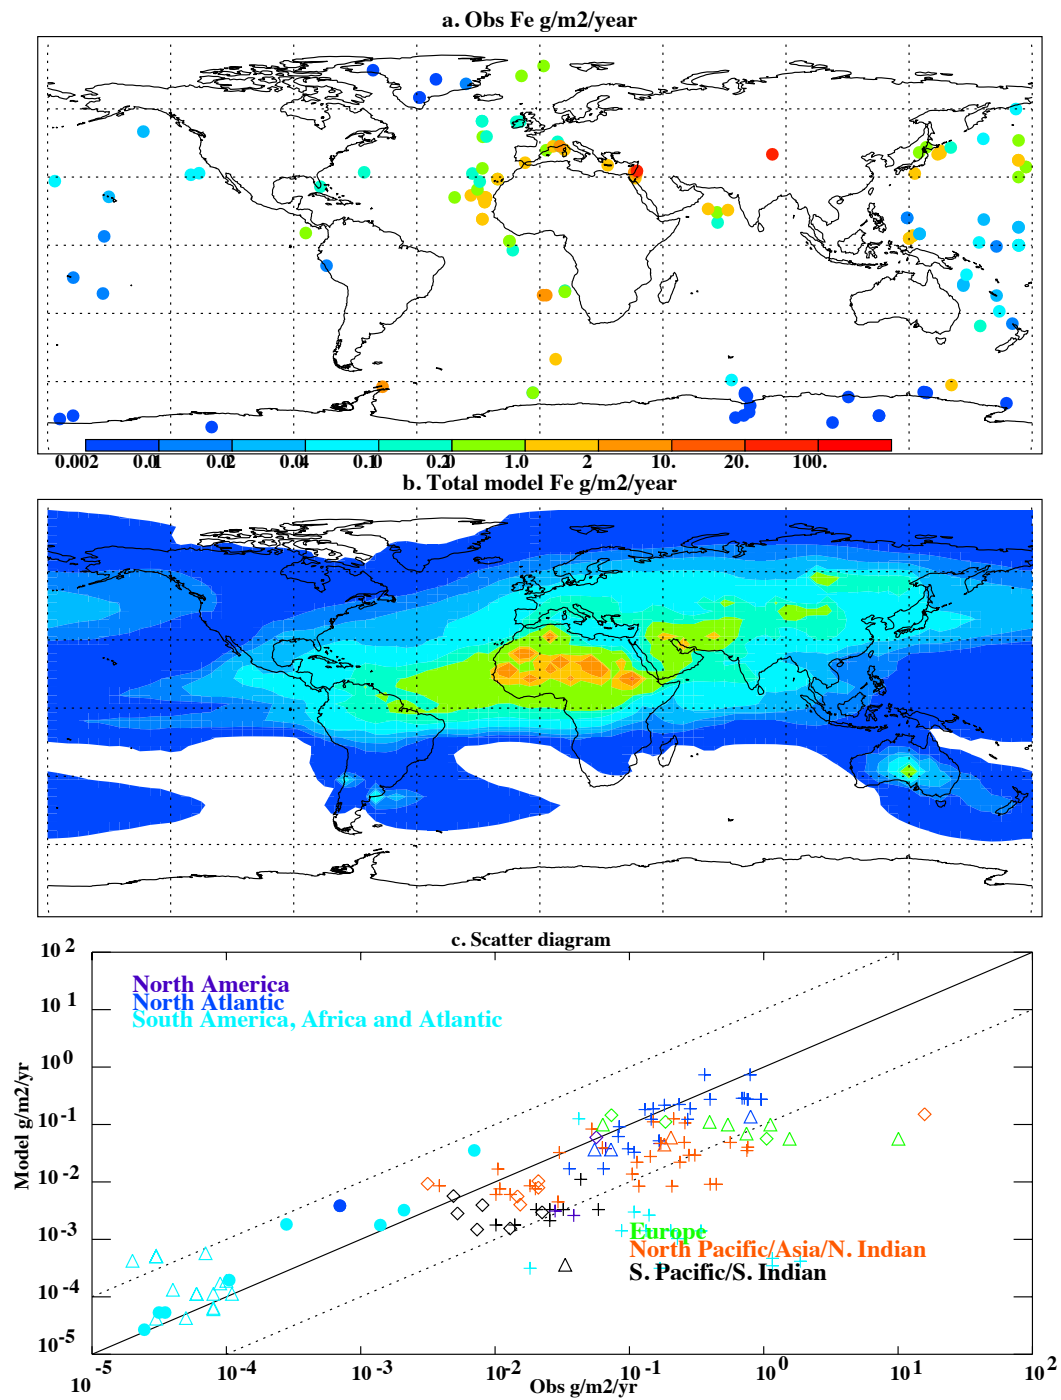 a. Obs Fe g/m2/year
0.002 0.01 0.02 0.04 0.10 0.20 1.0 2 10. 20. 100.
b. Total model Fe g/m2/year
c. Scatter diagram
10^2
North America
North Atlantic
South America, Africa and Atlantic
10^1
10^0
10^-1
10^-2
10^-3
10^-4
10^-5
Model g/m2/yr
Europe
North Pacific/Asia/N. Indian
S. Pacific/S. Indian
10^-5 10^-4 10^-3 10^-2 10^-1 10^0 10^1 10^2
Obs g/m2/yr